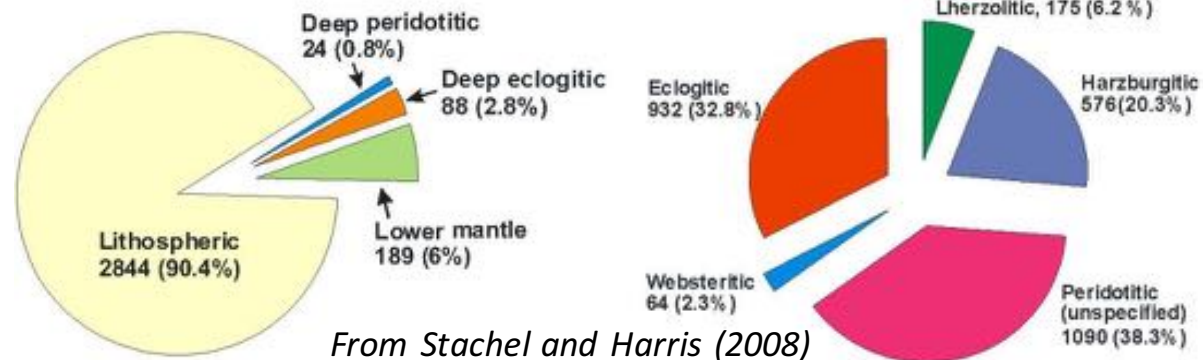 Deep peridotitic
24 (0.8%)
Deep eclogitic
88 (2.8%)
Lower mantle
189 (6%)
Lithospheric
2844 (90.4%)
Lherzolitic, 175 (6.2 %)
Harzburgitic
576(20.3%)
Eclogitic
932 (32.8%)
Websteritic
64 (2.3%)
Peridotitic
(unspecified)
1090 (38.3%)
From Stachel and Harris (2008)